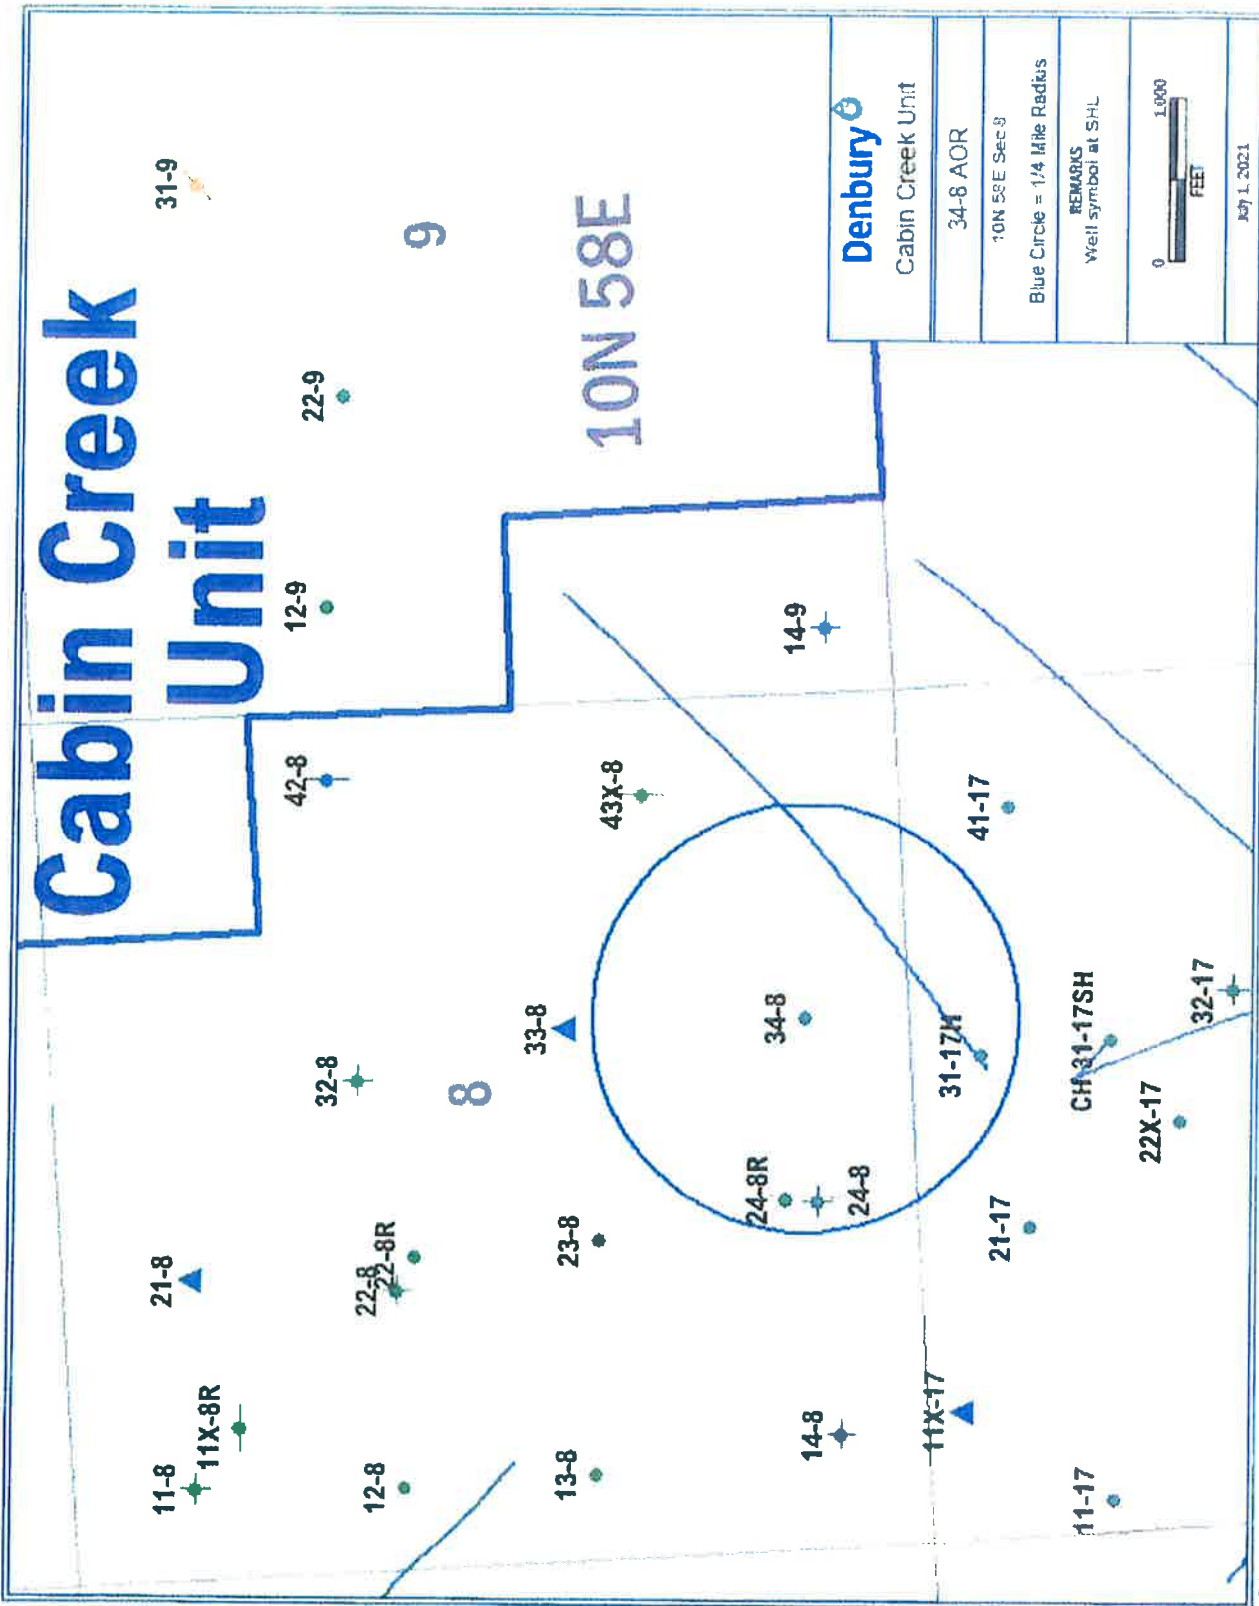 Cabin Creek
Unit
31-9
9
22-9
12-9
10N 58E
42-8
14-9
43X-8
41-17
33-8
32-8
8
34-8
31-17H
CH 31-17SH
32-17
22X-17
24-8R
24-8
21-17
21-8
22-8
22-8R
23-8
11-8
11X-8R
12-8
13-8
14-8
11X-17
11-17
Denbury
Cabin Creek Unit
34-8 AOR
10N 58E Sec 8
Blue Circle = 1/4 Mile Radius
REMARKS
Well symbol at SHL
0 1,000
FEET
July 1, 2021